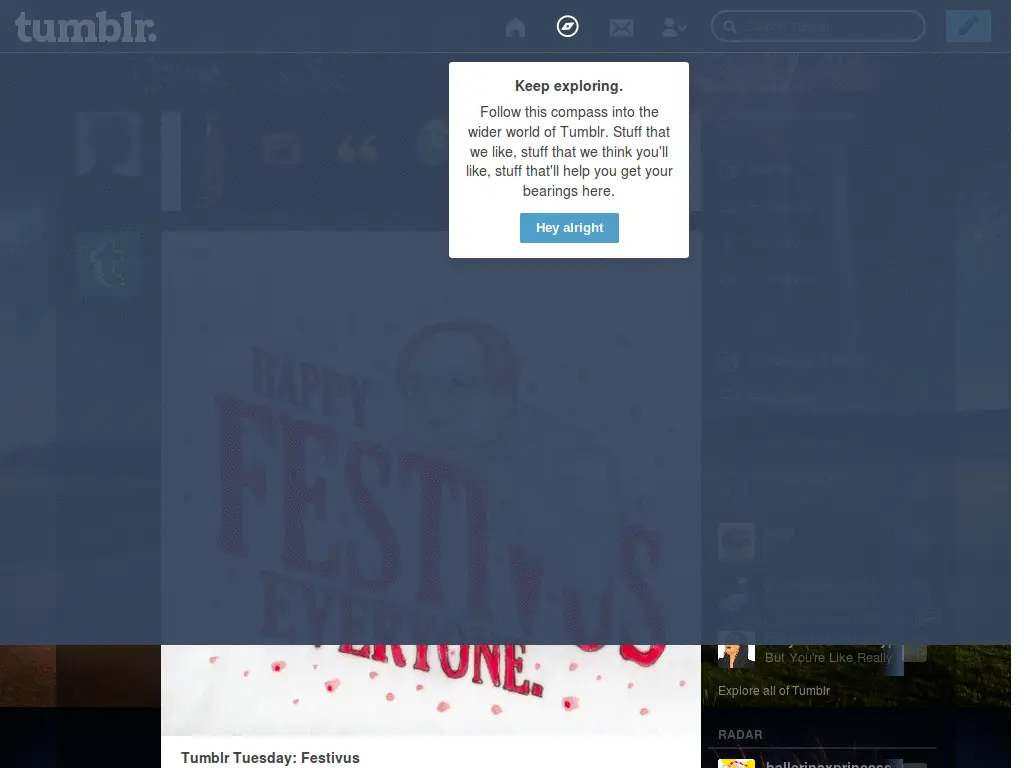 tumblr.
Search Tumblr
Keep exploring.
Follow this compass into the
wider world of Tumblr. Stuff that
we like, stuff that we think you'll
like, stuff that'll help you get your
bearings here.
Hey alright
HAPPY
FESTIVUS
EVERYONE.
But You're Like Really
Explore all of Tumblr
RADAR
ballerinaxprincess
Tumblr Tuesday: Festivus